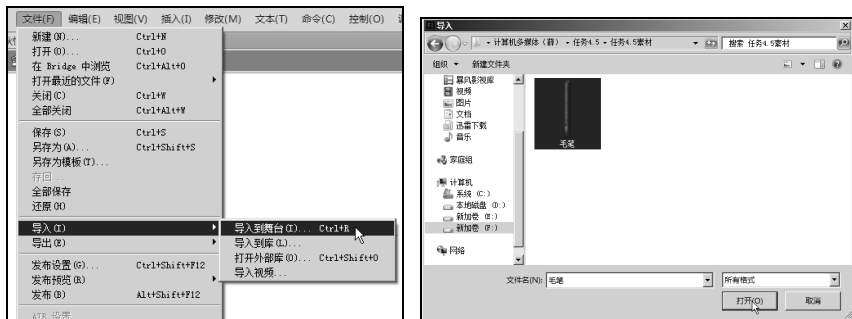 文件(F) 编辑(E) 视图(V) 插入(I) 修改(M) 文本(T) 命令(C) 控制(O)
新建(N)... Ctrl+N
打开(O)... Ctrl+O
在 Bridge 中浏览 Ctrl+Alt+O
打开最近的文件(P)
关闭(C) Ctrl+W
全部关闭 Ctrl+Alt+W
保存(S) Ctrl+S
另存为(A)... Ctrl+Shift+S
另存为模板(T)...
存回...
全部保存
还原(H)
导入(I)
导出(E)
发布设置(G)... Ctrl+Shift+F12
发布预览(R)
发布(B) Alt+Shift+F12
AIR 设置
导入到舞台(I)... Ctrl+R
导入到库(L)...
打开外部库(O)... Ctrl+Shift+O
导入视频...
导入
计算机多媒体（薛） 任务4.5 任务4.5素材
搜索 任务4.5素材
组织 新建文件夹
暴风影视库
视频
图片
文档
迅雷下载
音乐
家庭组
计算机
系统 (C:)
本地磁盘 (D:)
新加卷 (E:)
新加卷 (F:)
网络
毛笔
文件名(N): 毛笔
所有格式
打开(O) 取消